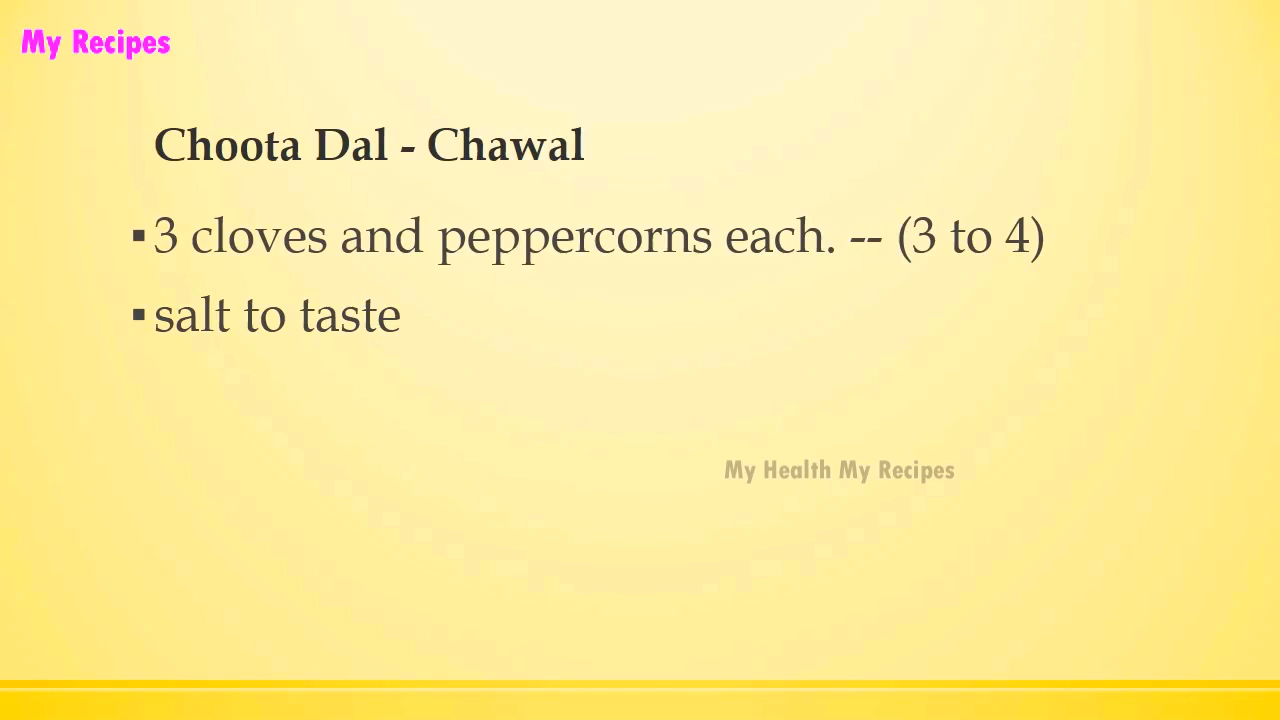 My Recipes
Choota Dal - Chawal
▪3 cloves and peppercorns each. -- (3 to 4)
▪salt to taste
My Health My Recipes